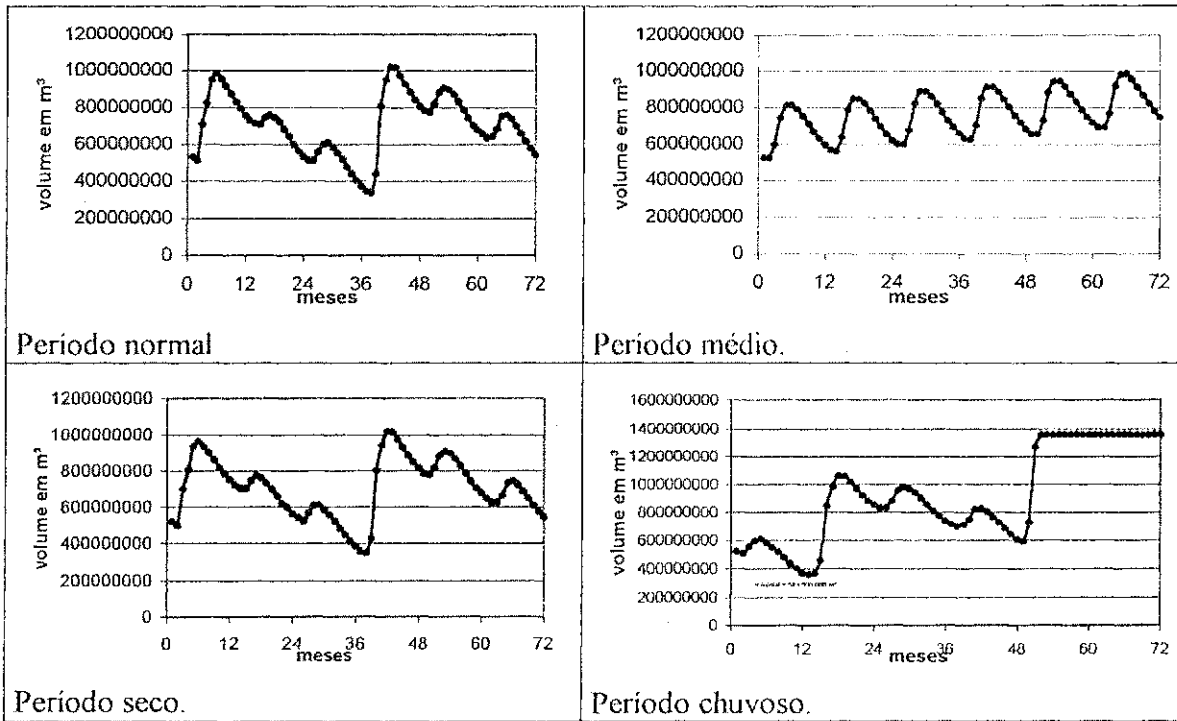 1200000000
1000000000
800000000
600000000
400000000
200000000
0
volume em m³
0 12 24 36 48 60 72
meses
Período normal
1200000000
1000000000
800000000
600000000
400000000
200000000
0
volume em m³
0 12 24 36 48 60 72
meses
Período médio.
1200000000
1000000000
800000000
600000000
400000000
200000000
0
volume em m³
0 12 24 36 48 60 72
meses
Período seco.
1600000000
1400000000
1200000000
1000000000
800000000
600000000
400000000
200000000
0
volume em m³
0 12 24 36 48 60 72
meses
Período chuvoso.